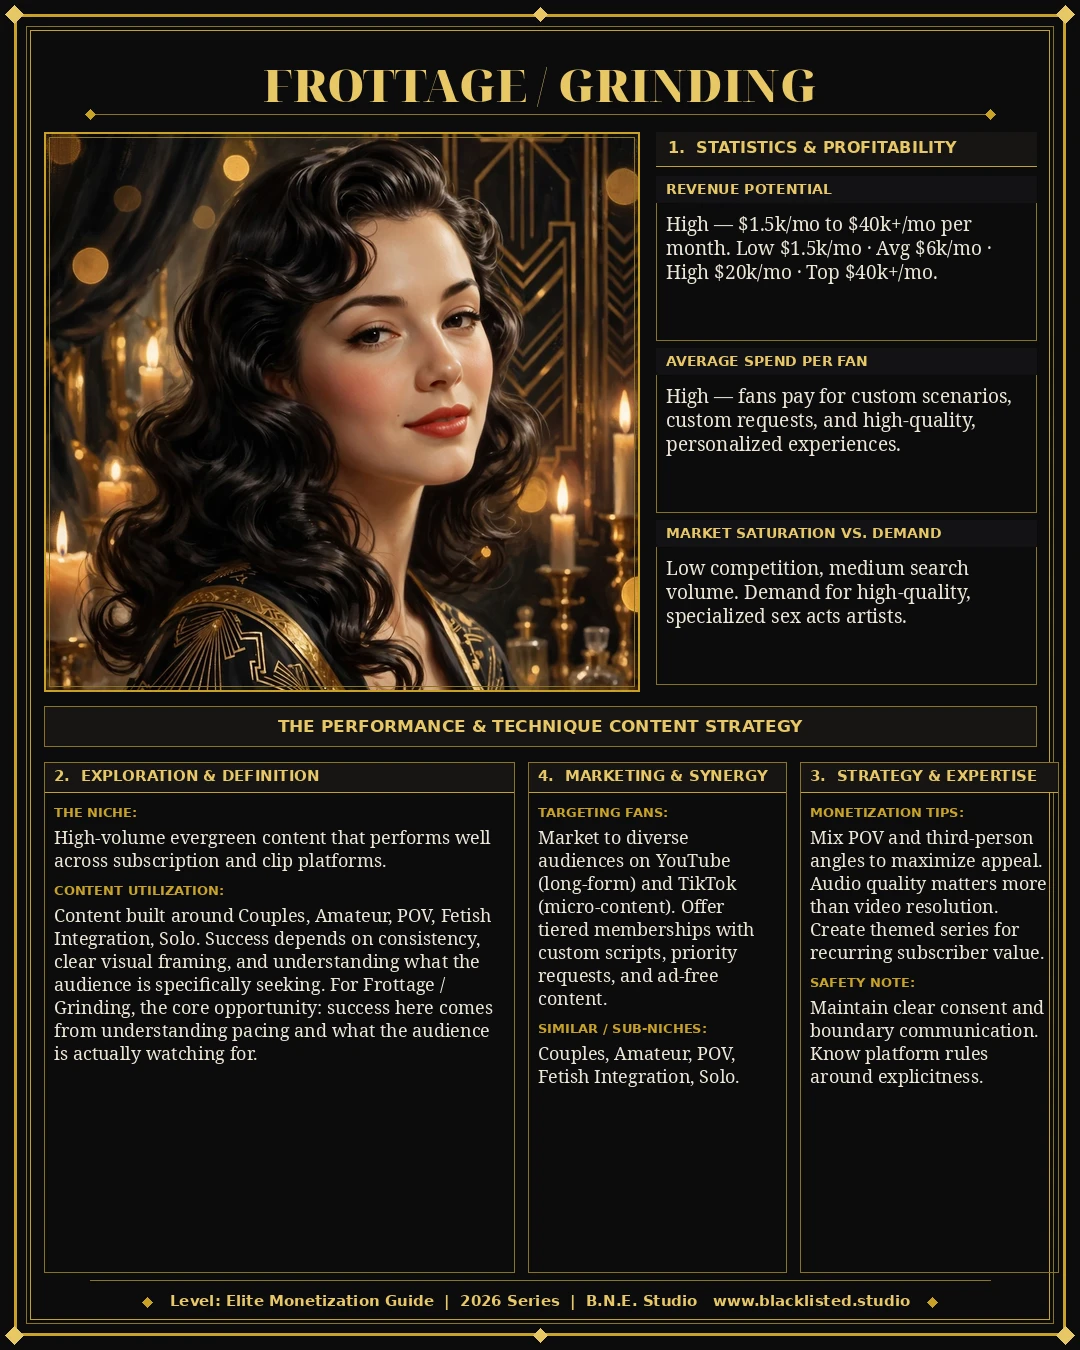 FROTTAGE / GRINDING
1. STATISTICS & PROFITABILITY
REVENUE POTENTIAL
High — $1.5k/mo to $40k+/mo per
month. Low $1.5k/mo · Avg $6k/mo ·
High $20k/mo · Top $40k+/mo.
AVERAGE SPEND PER FAN
High — fans pay for custom scenarios,
custom requests, and high-quality,
personalized experiences.
MARKET SATURATION VS. DEMAND
Low competition, medium search
volume. Demand for high-quality,
specialized sex acts artists.
THE PERFORMANCE & TECHNIQUE CONTENT STRATEGY
2. EXPLORATION & DEFINITION
THE NICHE:
High-volume evergreen content that performs well
across subscription and clip platforms.
CONTENT UTILIZATION:
Content built around Couples, Amateur, POV, Fetish
Integration, Solo. Success depends on consistency,
clear visual framing, and understanding what the
audience is specifically seeking. For Frottage /
Grinding, the core opportunity: success here comes
from understanding pacing and what the audience
is actually watching for.
4. MARKETING & SYNERGY
TARGETING FANS:
Market to diverse
audiences on YouTube
(long-form) and TikTok
(micro-content). Offer
tiered memberships with
custom scripts, priority
requests, and ad-free
content.
SIMILAR / SUB-NICHES:
Couples, Amateur, POV,
Fetish Integration, Solo.
3. STRATEGY & EXPERTISE
MONETIZATION TIPS:
Mix POV and third-person
angles to maximize appeal.
Audio quality matters more
than video resolution.
Create themed series for
recurring subscriber value.
SAFETY NOTE:
Maintain clear consent and
boundary communication.
Know platform rules
around explicitness.
Level: Elite Monetization Guide | 2026 Series | B.N.E. Studio www.blacklisted.studio